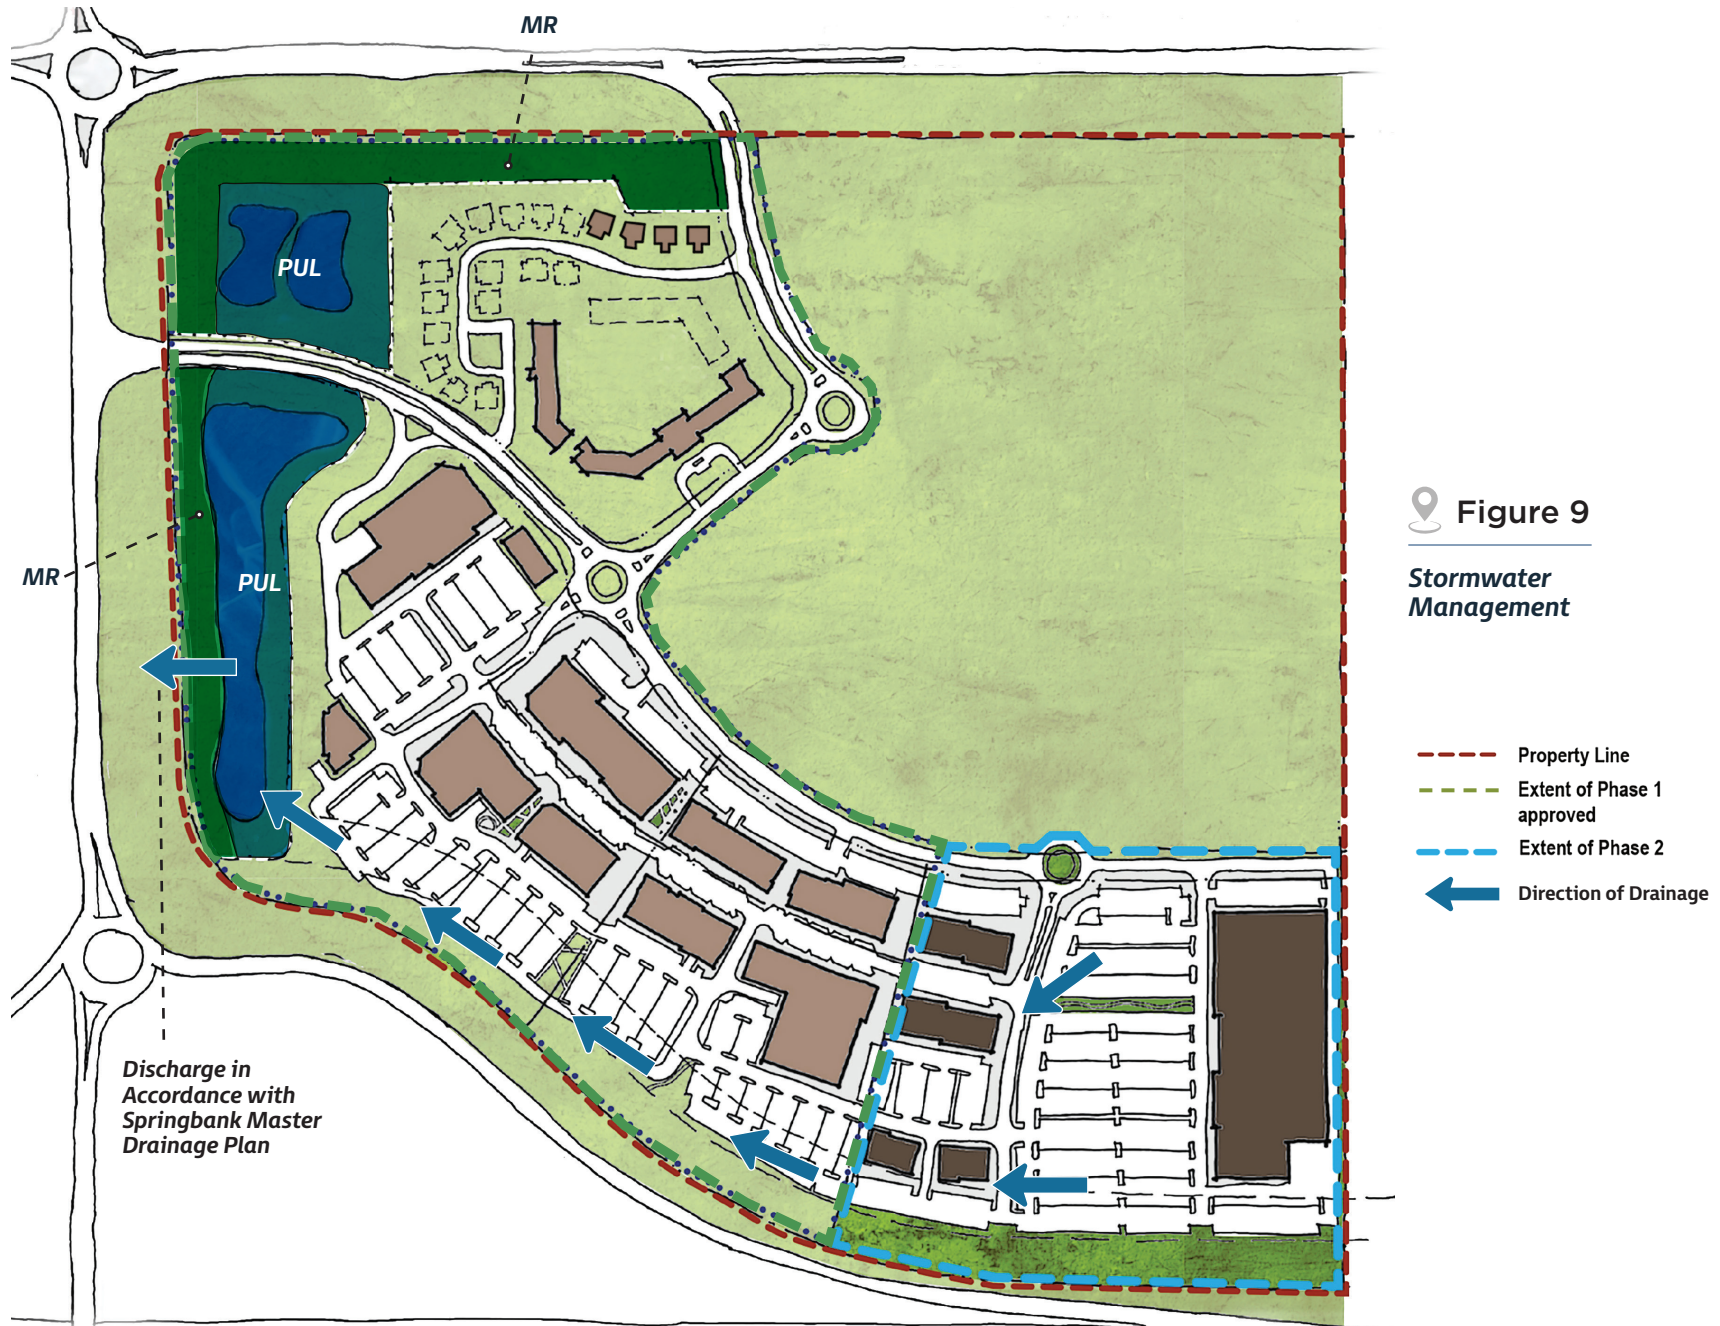 MR
PUL
MR
PUL
Discharge in
Accordance with
Springbank Master
Drainage Plan
Figure 9
Stormwater
Management
Property Line
Extent of Phase 1
approved
Extent of Phase 2
Direction of Drainage